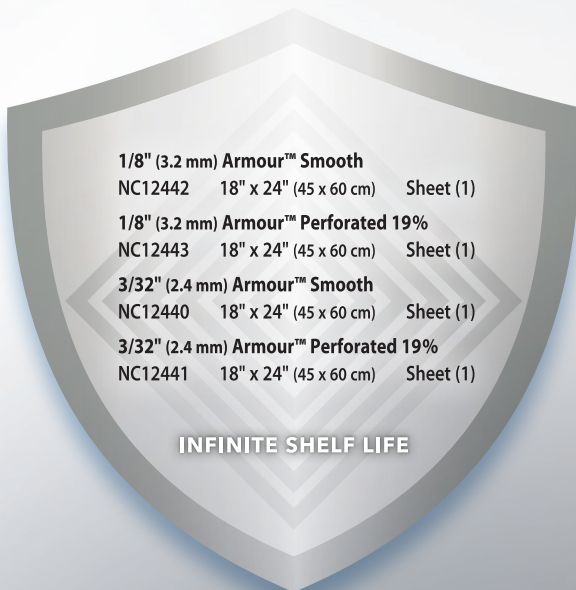 1/8" (3.2 mm) Armour™ Smooth
NC12442 18" x 24" (45 x 60 cm) Sheet (1)
1/8" (3.2 mm) Armour™ Perforated 19%
NC12443 18" x 24" (45 x 60 cm) Sheet (1)
3/32" (2.4 mm) Armour™ Smooth
NC12440 18" x 24" (45 x 60 cm) Sheet (1)
3/32" (2.4 mm) Armour™ Perforated 19%
NC12441 18" x 24" (45 x 60 cm) Sheet (1)
INFINITE SHELF LIFE